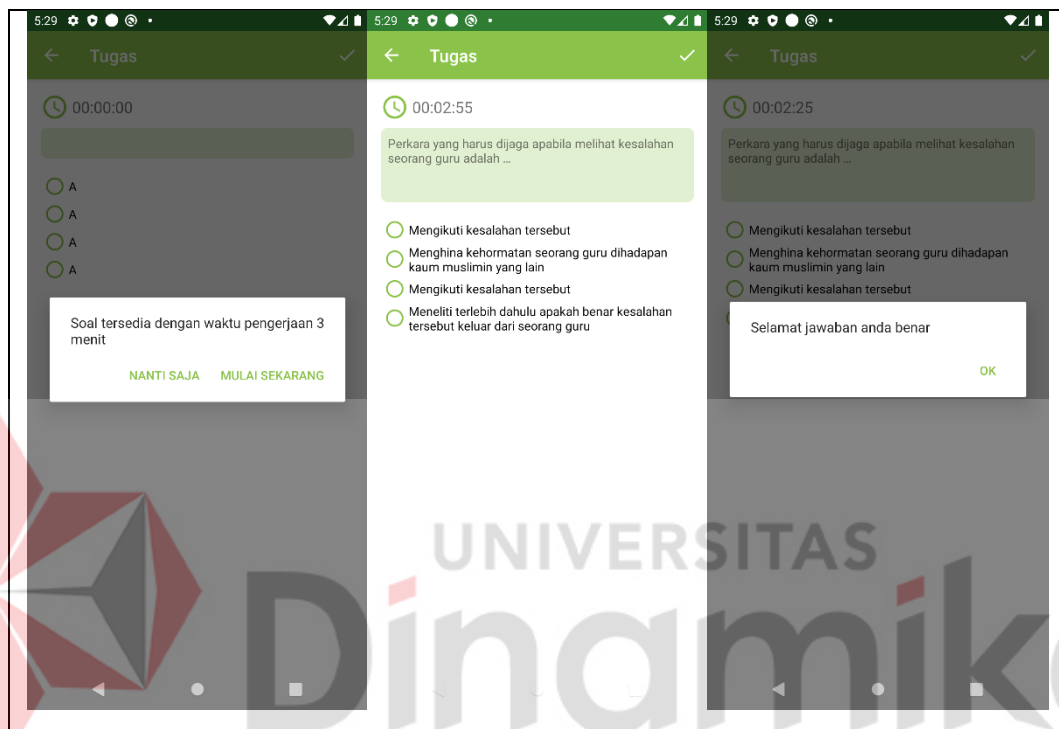 5:29
Tugas
00:00:00
A
A
A
A
Soal tersedia dengan waktu pengerjaan 3
menit
NANTI SAJA MULAI SEKARANG
5:29
Tugas
00:02:55
Perkara yang harus dijaga apabila melihat kesalahan
seorang guru adalah ...
Mengikuti kesalahan tersebut
Menghina kehormatan seorang guru dihadapan
kaum muslimin yang lain
Mengikuti kesalahan tersebut
Meneliti terlebih dahulu apakah benar kesalahan
tersebut keluar dari seorang guru
5:29
Tugas
00:02:25
Perkara yang harus dijaga apabila melihat kesalahan
seorang guru adalah ...
Mengikuti kesalahan tersebut
Menghina kehormatan seorang guru dihadapan
kaum muslimin yang lain
Mengikuti kesalahan tersebut
Selamat jawaban anda benar
OK
UNIVERSITAS
Dinamik